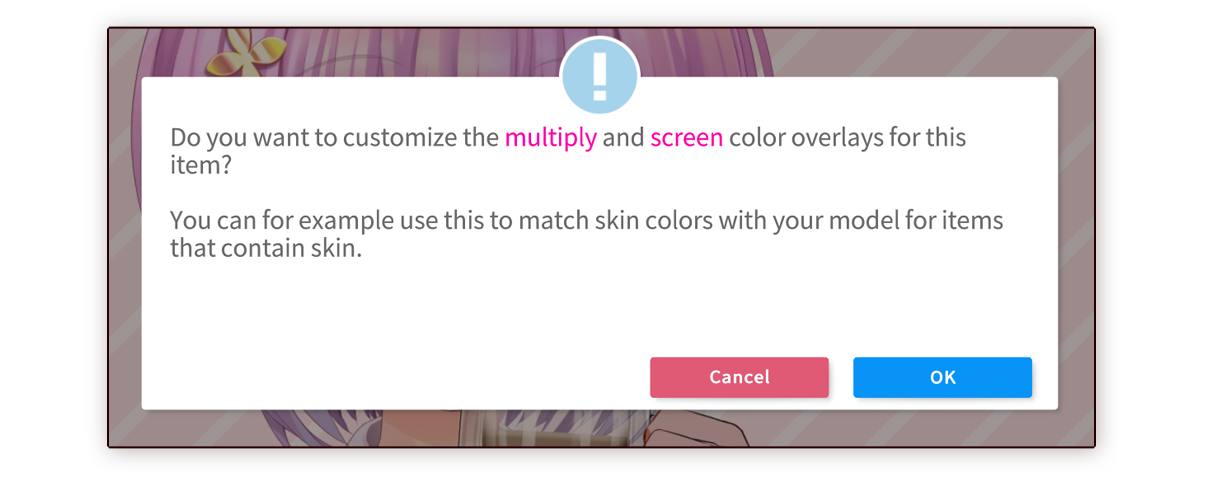 Do you want to customize the multiply and screen color overlays for this
item?
You can for example use this to match skin colors with your model for items
that contain skin.
Cancel
OK